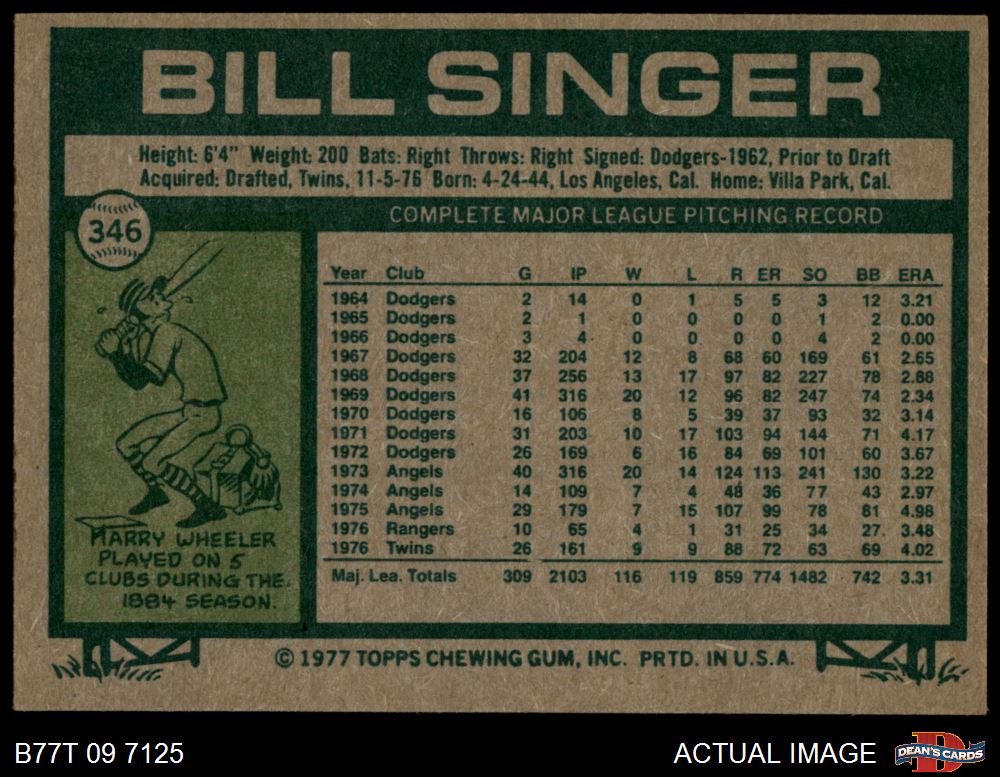 BILL SINGER
Height: 6'4" Weight: 200 Bats: Right Throws: Right Signed: Dodgers-1962, Prior to Draft
Acquired: Drafted, Twins, 11-5-76 Born: 4-24-44, Los Angeles, Cal. Home: Villa Park, Cal.
346
COMPLETE MAJOR LEAGUE PITCHING RECORD
Year Club G IP W L R ER SO BB ERA
1964 Dodgers 2 14 0 1 5 5 3 12 3.21
1965 Dodgers 2 1 0 0 0 0 1 2 0.00
1966 Dodgers 3 4 0 0 0 0 4 2 0.00
1967 Dodgers 32 204 12 8 68 60 169 61 2.65
1968 Dodgers 37 256 13 17 97 82 227 78 2.88
1969 Dodgers 41 316 20 12 96 82 247 74 2.34
1970 Dodgers 16 106 8 5 39 37 93 32 3.14
1971 Dodgers 31 203 10 17 103 94 144 71 4.17
1972 Dodgers 26 169 6 16 84 69 101 60 3.67
1973 Angels 40 316 20 14 124 113 241 130 3.22
1974 Angels 14 109 7 4 48 36 77 43 2.97
1975 Angels 29 179 7 15 107 99 78 81 4.98
1976 Rangers 10 65 4 1 31 25 34 27 3.48
1976 Twins 26 161 9 9 88 72 63 69 4.02
Maj. Lea. Totals 309 2103 116 119 859 774 1482 742 3.31
HARRY WHEELER
PLAYED ON 5
CLUBS DURING THE
1884 SEASON.
© 1977 TOPPS CHEWING GUM, INC. PRTD. IN U.S.A.
B77T 09 7125
ACTUAL IMAGE
D
DEAN'S CARDS